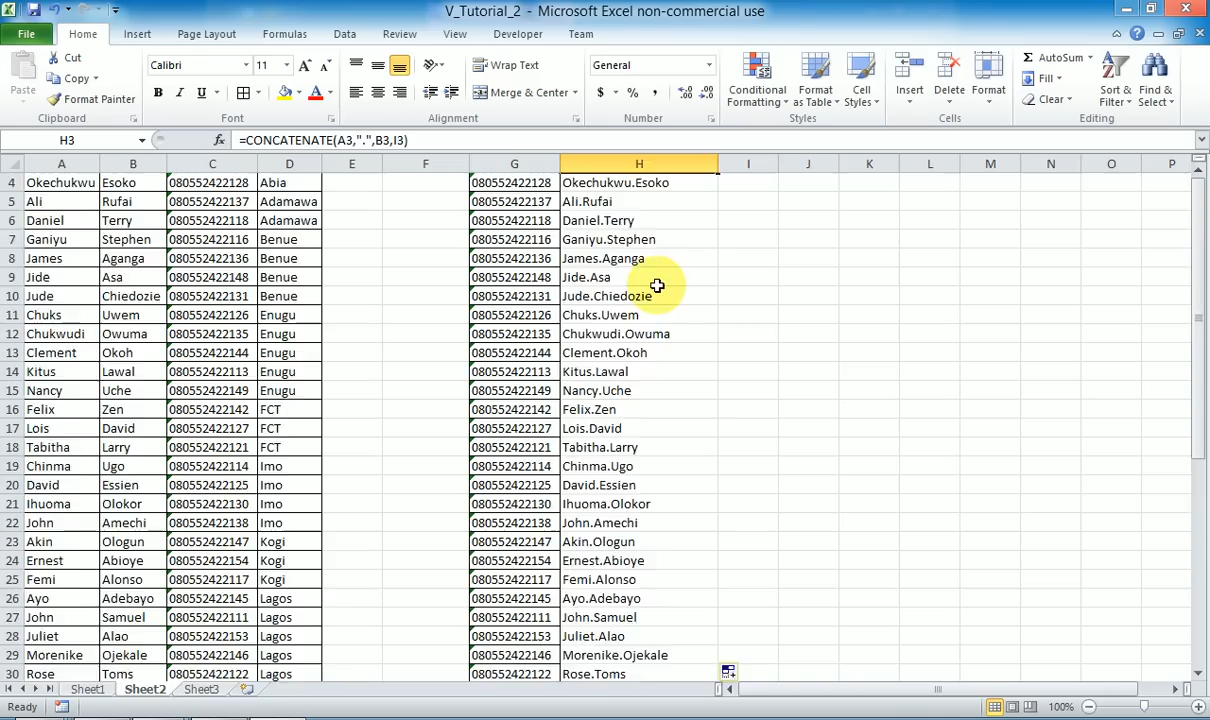 V_Tutorial_2 - Microsoft Excel non-commercial use
File Home Insert Page Layout Formulas Data Review View Developer Team
Paste Cut Copy Format Painter Clipboard
Calibri 11 B I U A Font
Wrap Text Merge & Center Alignment
General $ % , Number
Conditional Formatting Format as Table Cell Styles Styles
Insert Delete Format Cells
AutoSum Fill Clear Sort & Filter Find & Select Editing
H3 fx =CONCATENATE(A3,".",B3,I3)
A B C D E F G H I J K L M N O P
4 Okechukwu Esoko 080552422128 Abia 080552422128 Okechukwu.Esoko
5 Ali Rufai 080552422137 Adamawa 080552422137 Ali.Rufai
6 Daniel Terry 080552422118 Adamawa 080552422118 Daniel.Terry
7 Ganiyu Stephen 080552422116 Benue 080552422116 Ganiyu.Stephen
8 James Aganga 080552422136 Benue 080552422136 James.Aganga
9 Jide Asa 080552422148 Benue 080552422148 Jide.Asa
10 Jude Chiedozie 080552422131 Benue 080552422131 Jude.Chiedozie
11 Chuks Uwem 080552422126 Enugu 080552422126 Chuks.Uwem
12 Chukwudi Owuma 080552422135 Enugu 080552422135 Chukwudi.Owuma
13 Clement Okoh 080552422144 Enugu 080552422144 Clement.Okoh
14 Kitus Lawal 080552422113 Enugu 080552422113 Kitus.Lawal
15 Nancy Uche 080552422149 Enugu 080552422149 Nancy.Uche
16 Felix Zen 080552422142 FCT 080552422142 Felix.Zen
17 Lois David 080552422127 FCT 080552422127 Lois.David
18 Tabitha Larry 080552422121 FCT 080552422121 Tabitha.Larry
19 Chinma Ugo 080552422114 Imo 080552422114 Chinma.Ugo
20 David Essien 080552422125 Imo 080552422125 David.Essien
21 Ihuoma Olokor 080552422130 Imo 080552422130 Ihuoma.Olokor
22 John Amechi 080552422138 Imo 080552422138 John.Amechi
23 Akin Ologun 080552422147 Kogi 080552422147 Akin.Ologun
24 Ernest Abioye 080552422154 Kogi 080552422154 Ernest.Abioye
25 Femi Alonso 080552422117 Kogi 080552422117 Femi.Alonso
26 Ayo Adebayo 080552422145 Lagos 080552422145 Ayo.Adebayo
27 John Samuel 080552422111 Lagos 080552422111 John.Samuel
28 Juliet Alao 080552422153 Lagos 080552422153 Juliet.Alao
29 Morenike Ojekale 080552422146 Lagos 080552422146 Morenike.Ojekale
30 Rose Toms 080552422122 Lagos 080552422122 Rose.Toms
Sheet1 Sheet2 Sheet3
Ready 100%